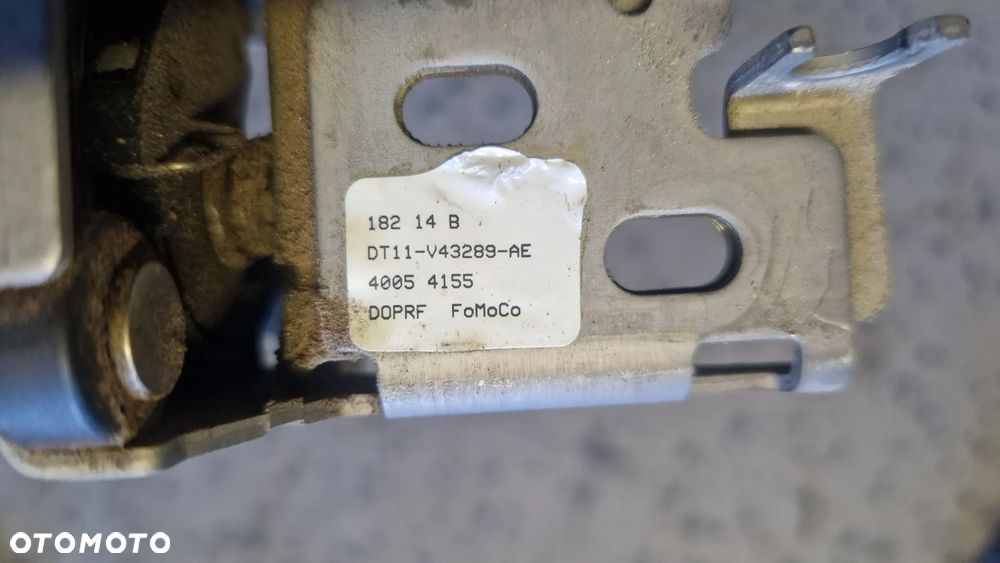 182 14 B
DT11-V43289-AE
4005 4155
DOPRF FoMoCo
OTOMOTO